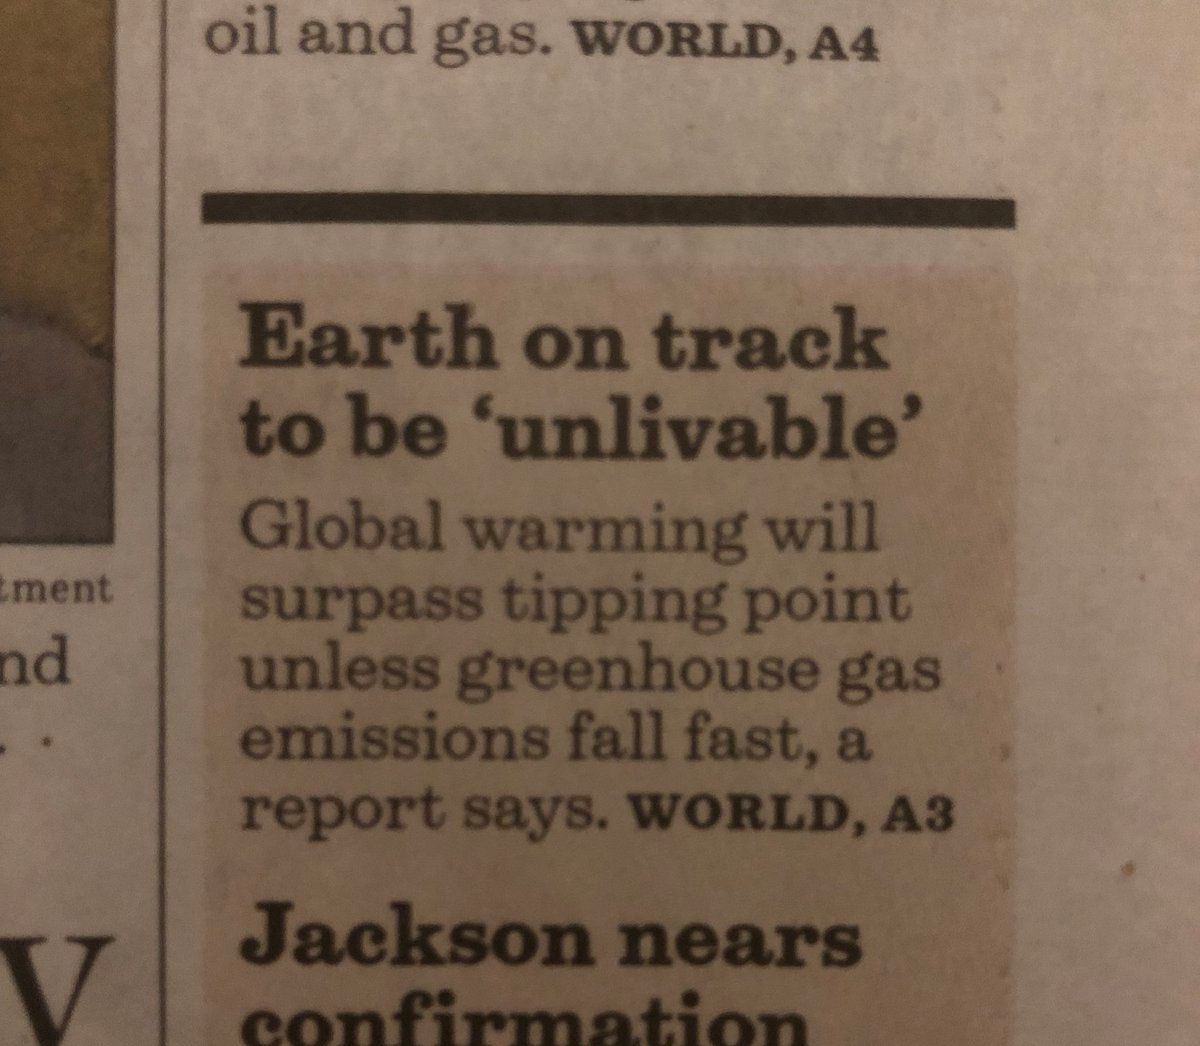 oil and gas. WORLD, A4
Earth on track
to be ‘unlivable’
Global warming will
surpass tipping point
unless greenhouse gas
emissions fall fast, a
report says. WORLD, A3
Jackson nears
confirmation
tment
nd
.
V